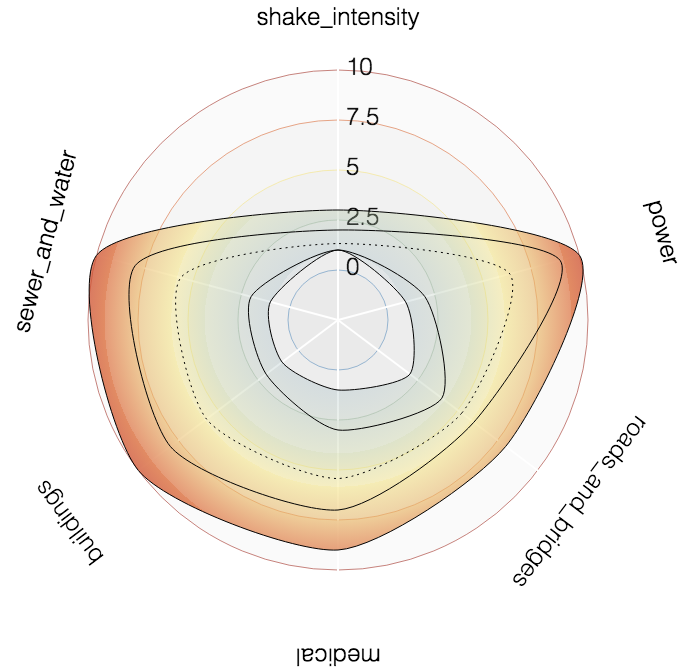 shake_intensity
10
7.5
5
2.5
0
power
roads_and_bridges
medical
buildings
sewer_and_water